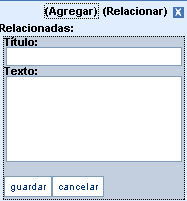 (Agregar) (Relacionar) X
Relacionadas:
Título:
Texto:
guardar cancelar